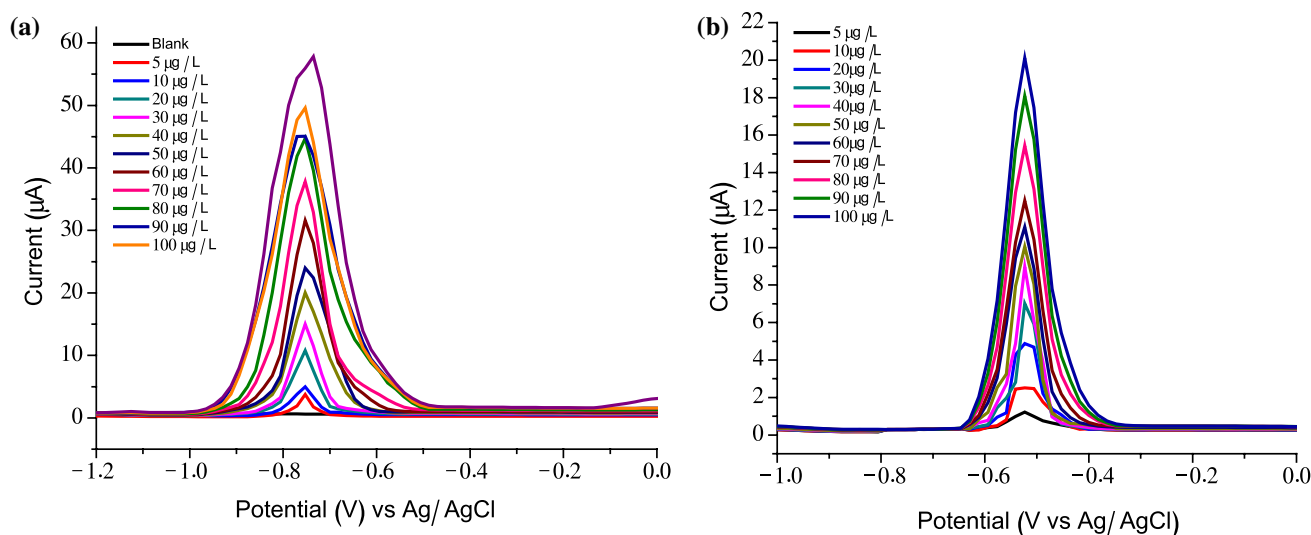 (a)
60
50
40
30
20
10
0
Current (μA)
Blank
5 μg / L
10 μg / L
20 μg / L
30 μg / L
40 μg / L
50 μg / L
60 μg / L
70 μg / L
80 μg / L
90 μg / L
100 μg / L
−1.2
−1.0
−0.8
−0.6
−0.4
−0.2
0.0
Potential (V) vs Ag/ AgCl
(b)
22
20
18
16
14
12
10
8
6
4
2
0
Current (μA)
5 μg /L
10μg /L
20μg /L
30μg /L
40μg /L
50 μg /L
60μg /L
70 μg /L
80 μg /L
90 μg /L
100 μg /L
−1.0
−0.8
−0.6
−0.4
−0.2
0.0
Potential (V vs Ag/ AgCl)